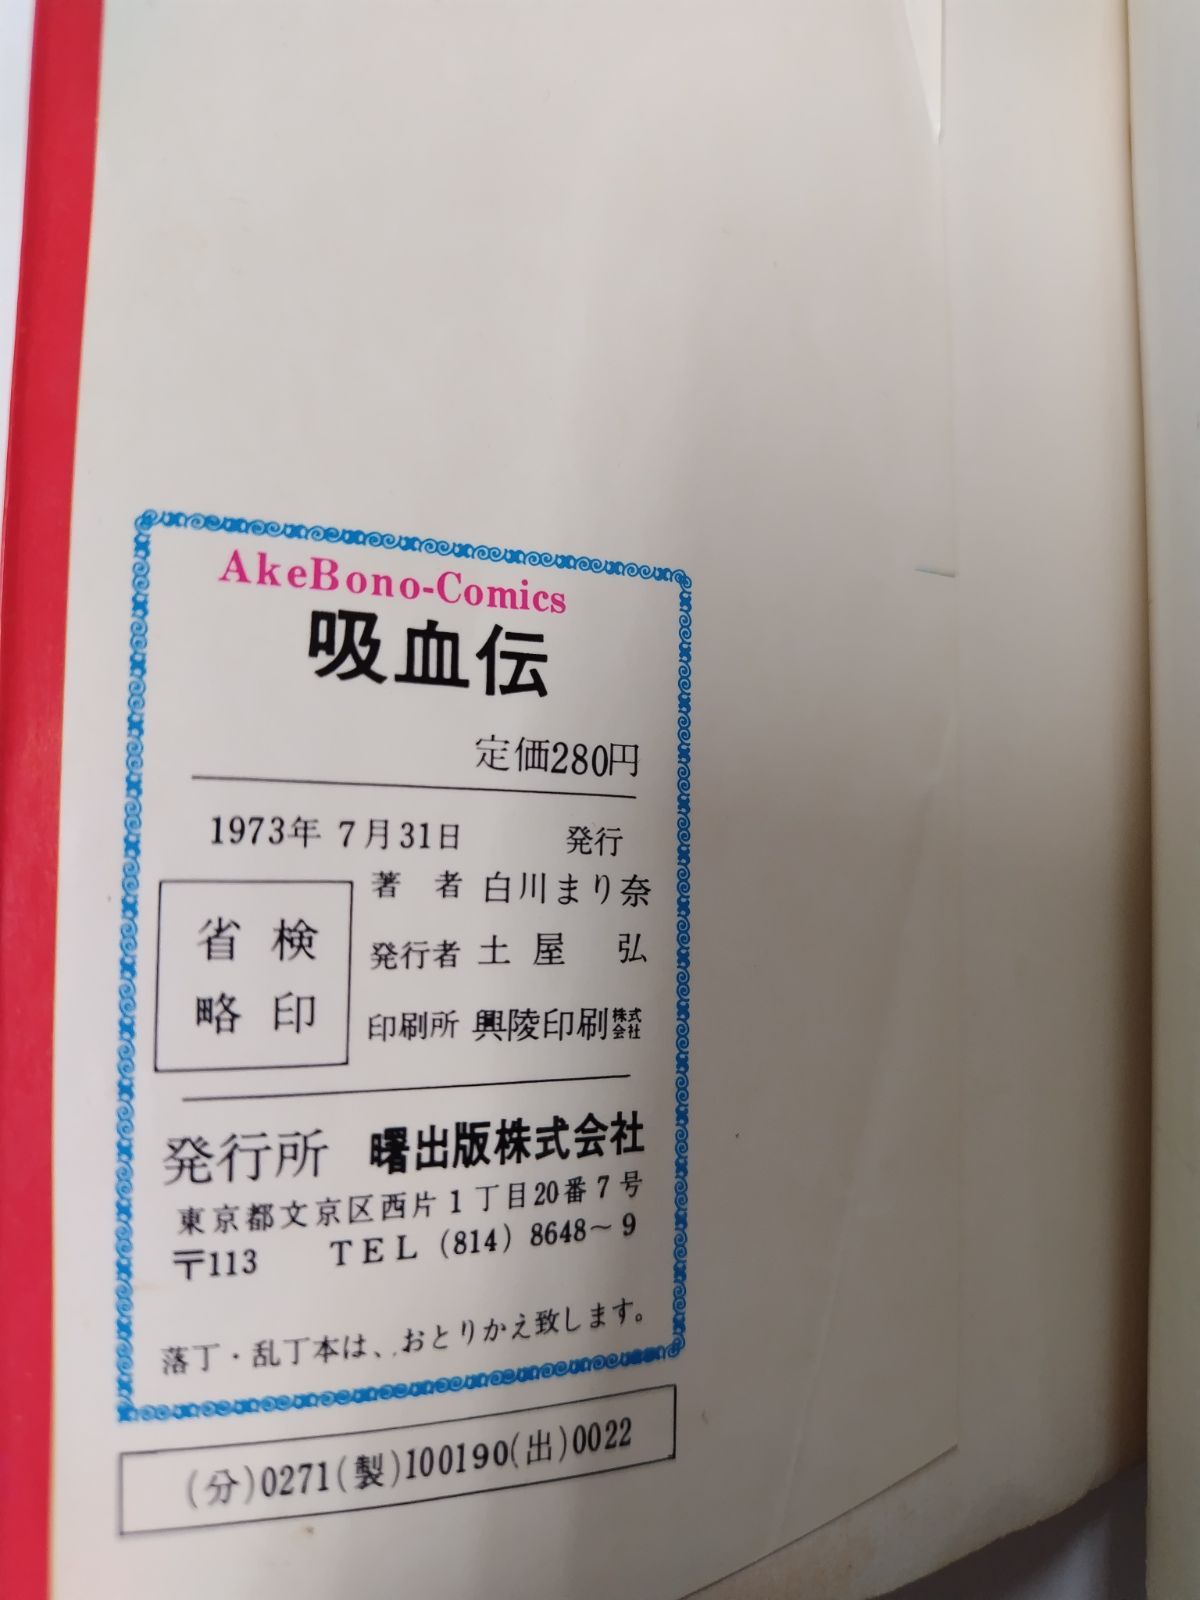 AkeBono-Comics
吸血伝
定価280円
1973年 7月31日 発行
著 者 白川まり奈
発行者 土屋 弘
印刷所 興陵印刷株式会社
検印
省略
発行所 曙出版株式会社
東京都文京区西片1丁目20番7号
〒113 TEL (814) 8648~9
落丁・乱丁本は、おとりかえ致します。
(分)0271(製)100190(出)0022